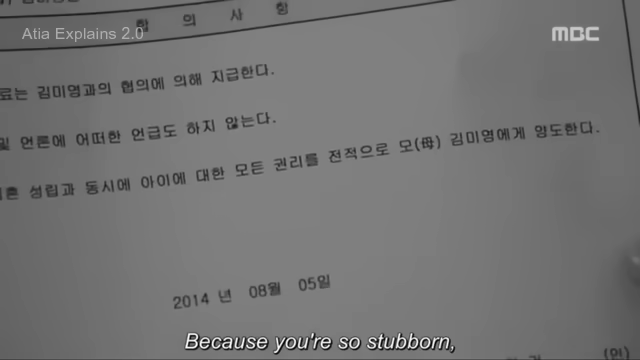 Atia Explains 2.0
MBC
합 의 사 항
료는 김미영과의 협의에 의해 지급한다.
및 언론에 어떠한 언급도 하지 않는다.
혼 성립과 동시에 아이에 대한 모든 권리를 전적으로 모(母) 김미영에게 양도한다.
2014 년 08월 05일
(인)
Because you're so stubborn,